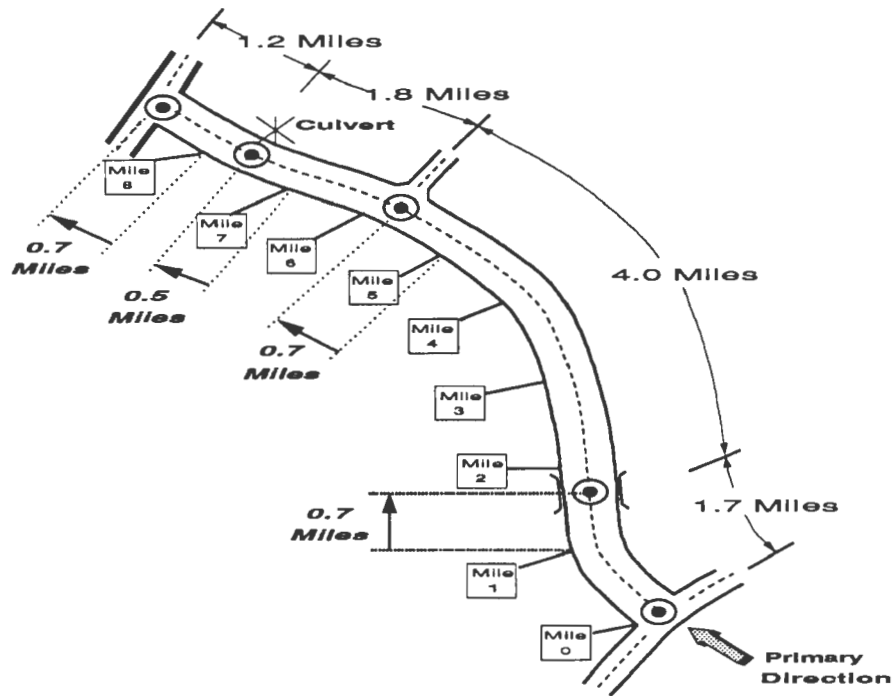 1.2 Miles
1.8 Miles
Culvert
Mile
8
Mile
7
0.7
Miles
Mile
6
0.5
Miles
Mile
5
4.0 Miles
Mile
4
0.7
Miles
Mile
3
Mile
2
1.7 Miles
0.7
Miles
Mile
1
Mile
0
Primary
Direction